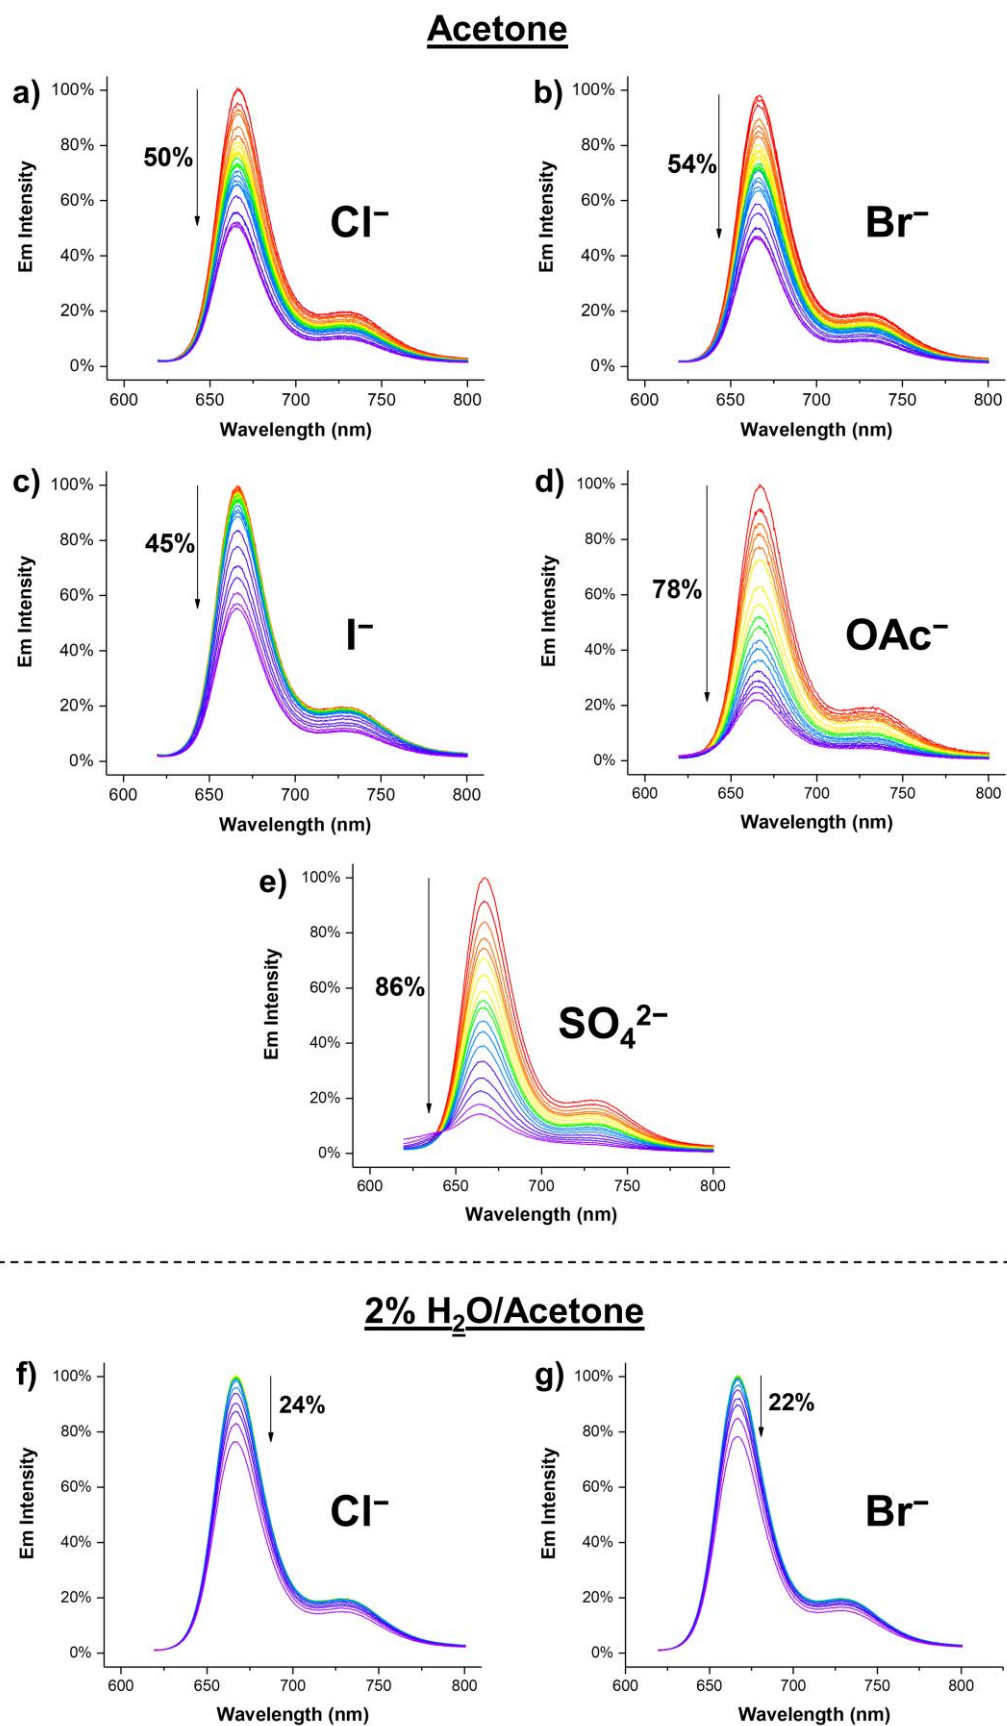 Acetone
a)
100%
80%
60%
40%
20%
0%
Em Intensity
50%
Cl⁻
600 650 700 750 800
Wavelength (nm)
b)
100%
80%
60%
40%
20%
0%
Em Intensity
54%
Br⁻
600 650 700 750 800
Wavelength (nm)
c)
100%
80%
60%
40%
20%
0%
Em Intensity
45%
I⁻
600 650 700 750 800
Wavelength (nm)
d)
100%
80%
60%
40%
20%
0%
Em Intensity
78%
OAc⁻
600 650 700 750 800
Wavelength (nm)
e)
100%
80%
60%
40%
20%
0%
Em Intensity
86%
SO₄²⁻
600 650 700 750 800
Wavelength (nm)
2% H₂O/Acetone
f)
100%
80%
60%
40%
20%
0%
Em Intensity
24%
Cl⁻
600 650 700 750 800
Wavelength (nm)
g)
100%
80%
60%
40%
20%
0%
Em Intensity
22%
Br⁻
600 650 700 750 800
Wavelength (nm)